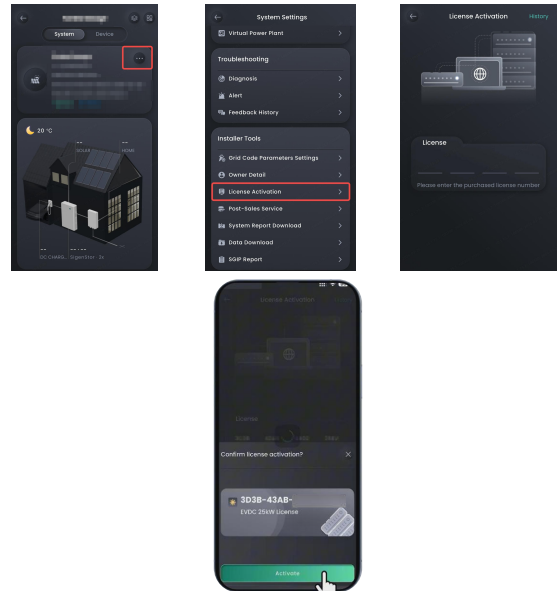 System
Device
20 °C
--
SOLAR
--
HOME
--
DC CHARG...
--:--
SigenStor · 3x
System Settings
Virtual Power Plant
Troubleshooting
Diagnosis
Alert
Feedback History
Installer Tools
Grid Code Parameters Settings
Owner Detail
License Activation
Post-Sales Service
System Report Download
Data Download
SGIP Report
License Activation
History
License
Please enter the purchased license number
License Activation
License
Confirm license activation?
3D3B-43AB-
EVDC 25kW License
Activate